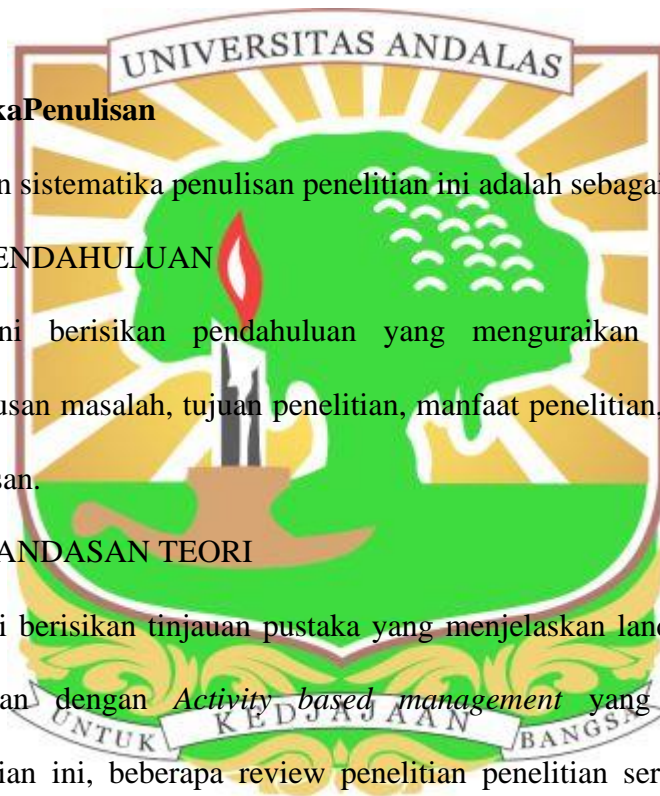 UNIVERSITAS ANDALAS
kaPenulisan
n sistematika penulisan penelitian ini adalah sebagai
ENDAHULUAN
ni berisikan pendahuluan yang menguraikan
usan masalah, tujuan penelitian, manfaat penelitian,
san.
ANDASAN TEORI
i berisikan tinjauan pustaka yang menjelaskan land
an dengan Activity based management yang
UNTUK KEDJAJAAN BANGSA
ian ini, beberapa review penelitian penelitian ser